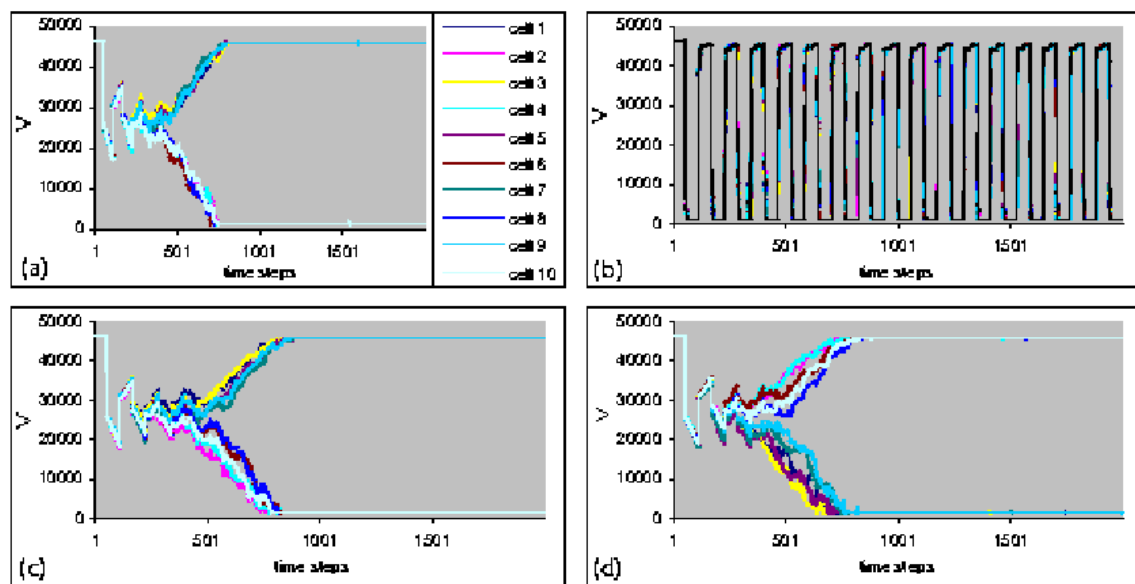 50000
40000
30000
20000
10000
0
V
1
501
1001
1501
time steps
(a)
cell 1
cell 2
cell 3
cell 4
cell 5
cell 6
cell 7
cell 8
cell 9
cell 10
50000
40000
30000
20000
10000
0
V
1
501
1001
1501
time steps
(b)
50000
40000
30000
20000
10000
0
V
1
501
1001
1501
time steps
(c)
50000
40000
30000
20000
10000
0
V
1
501
1001
1501
time steps
(d)